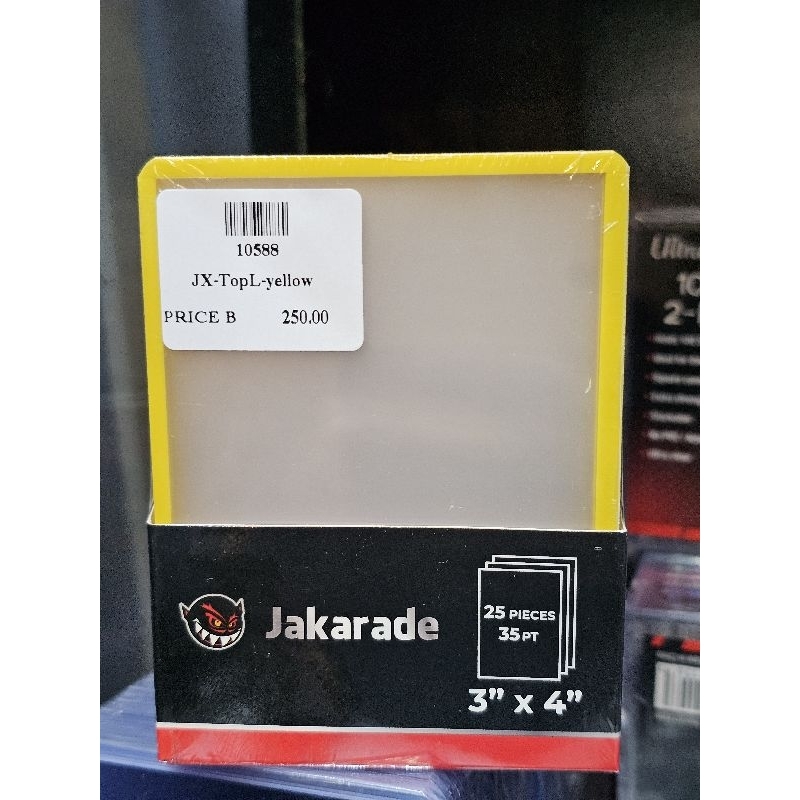 10588
JX-TopL-yellow
PRICE B 250.00
Jakarade
25 PIECES
35 PT
3” x 4”